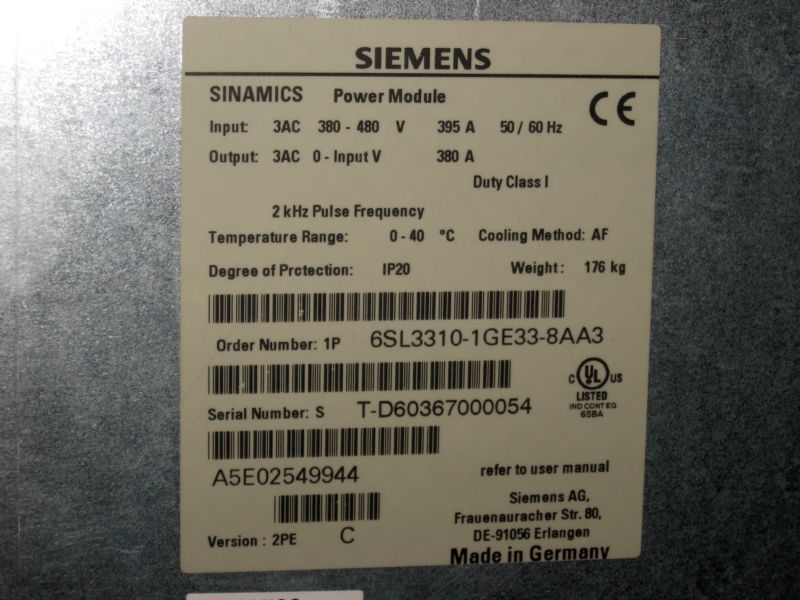 SIEMENS
SINAMICS Power Module
CE
Input: 3AC 380 - 480 V 395 A 50 / 60 Hz
Output: 3AC 0 - Input V 380 A
Duty Class I
2 kHz Pulse Frequency
Temperature Range: 0 - 40 °C Cooling Method: AF
Degree of Protection: IP20 Weight: 176 kg
Order Number: 1P 6SL3310-1GE33-8AA3
C UL US
LISTED
IND CONT EQ
65BA
Serial Number: S T-D60367000054
A5E02549944
refer to user manual
Siemens AG,
Frauenauracher Str. 80,
DE-91056 Erlangen
Version : 2PE C
Made in Germany